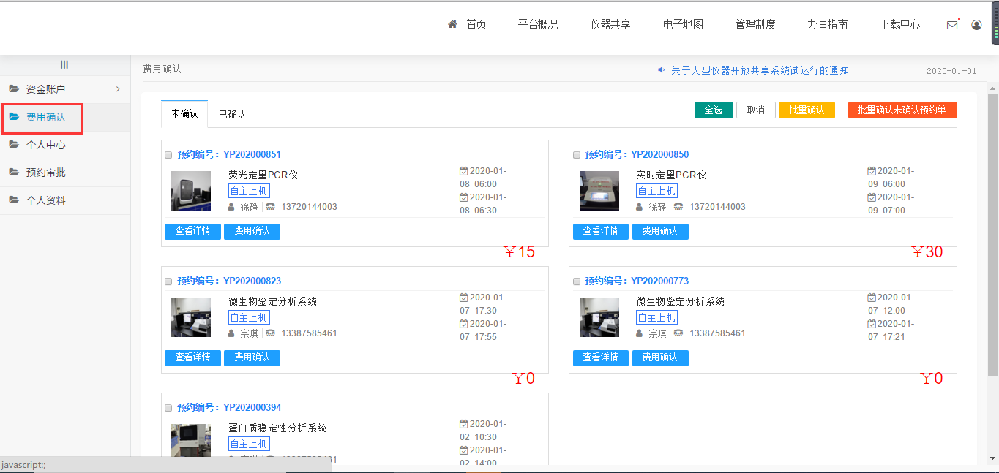 首页 平台概况 仪器共享 电子地图 管理制度 办事指南 下载中心
费用确认 关于大型仪器开放共享系统试运行的通知 2020-01-01
资金账户
费用确认
个人中心
预约审批
个人资料
未确认 已确认 全选 取消 批量确认 批量确认未确认预约单
预约编号：YP202000851
荧光定量PCR仪
自主上机
徐静 13720144003
2020-01-
08 06:00
2020-01-
08 06:30
查看详情 费用确认
￥15
预约编号：YP202000850
实时定量PCR仪
自主上机
徐静 13720144003
2020-01-
09 06:00
2020-01-
09 07:00
查看详情 费用确认
￥30
预约编号：YP202000823
微生物鉴定分析系统
自主上机
宗琪 13387585461
2020-01-
07 17:30
2020-01-
07 17:55
查看详情 费用确认
￥0
预约编号：YP202000773
微生物鉴定分析系统
自主上机
宗琪 13387585461
2020-01-
07 12:00
2020-01-
07 17:21
查看详情 费用确认
￥0
预约编号：YP202000394
蛋白质稳定性分析系统
自主上机
2020-01-
02 10:30
2020-01-
02 14:00
javascript:;